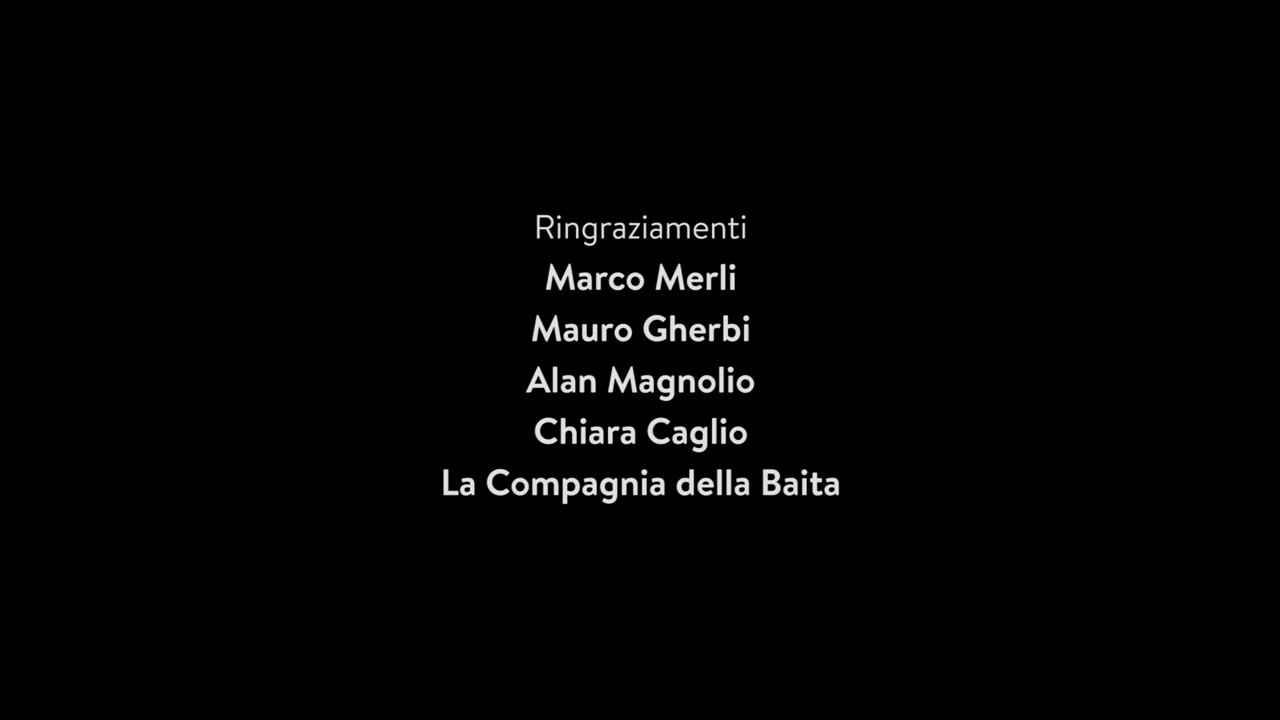 Ringraziamenti
Marco Merli
Mauro Gherbi
Alan Magnolio
Chiara Caglio
La Compagnia della Baita